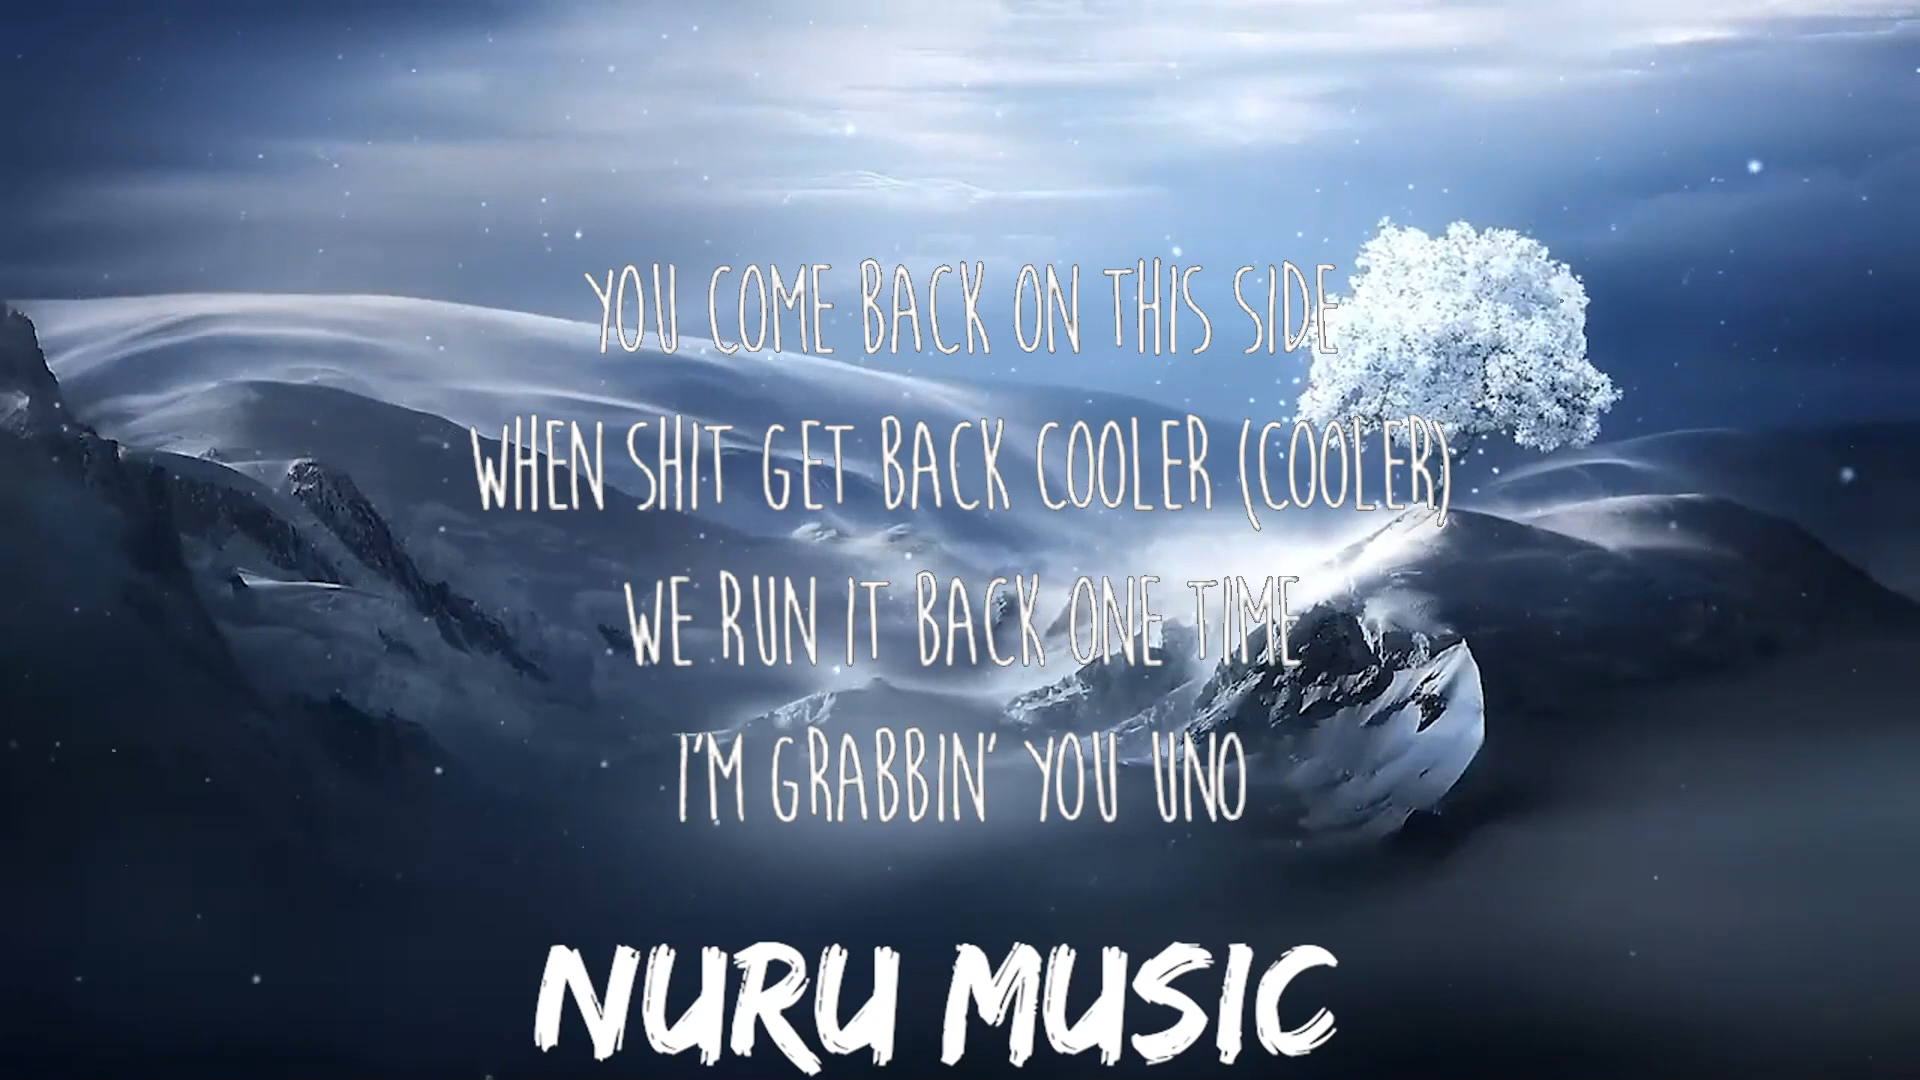 YOU COME BACK ON THIS SIDE
WHEN SHIT GET BACK COOLER (COOLER)
WE RUN IT BACK ONE TIME
I'M GRABBIN' YOU UNO
NURU MUSIC